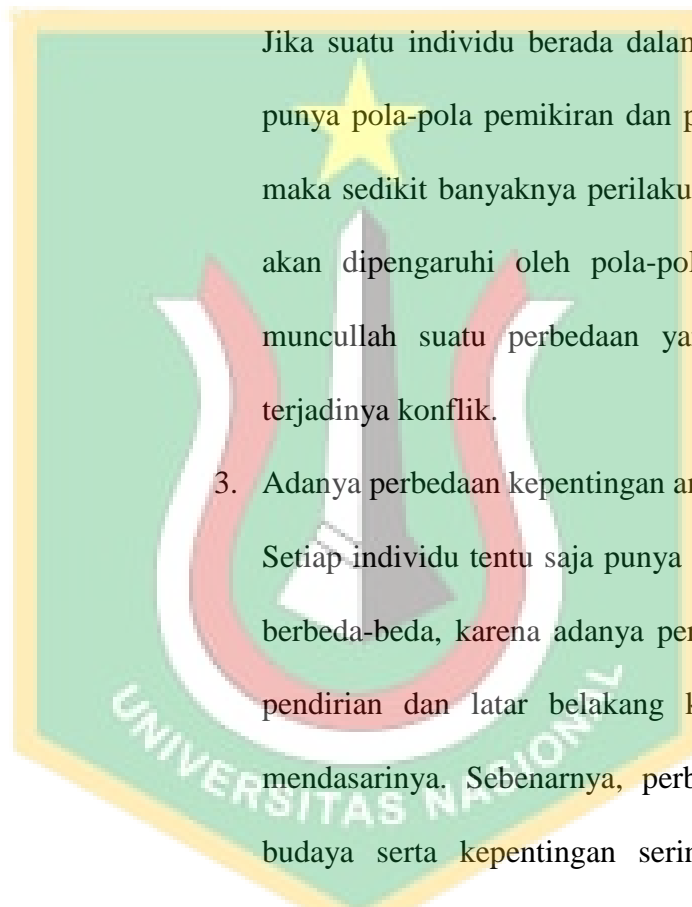 Jika suatu individu berada dalam
punya pola-pola pemikiran dan
maka sedikit banyaknya perilaku
akan dipengaruhi oleh pola-pol
muncullah suatu perbedaan ya
terjadinya konflik.
3. Adanya perbedaan kepentingan an
Setiap individu tentu saja punya
berbeda-beda, karena adanya per
pendirian dan latar belakang k
mendasarinya. Sebenarnya, perb
budaya serta kepentingan serin
UNIVERSITAS NASIONAL